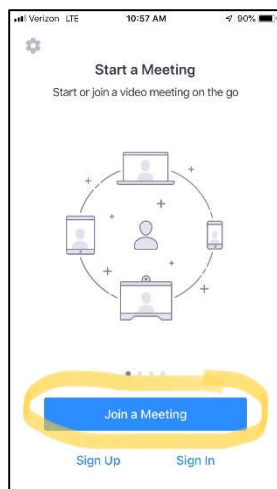 Verizon LTE 10:57 AM 90%
Start a Meeting
Start or join a video meeting on the go
Join a Meeting
Sign Up Sign In